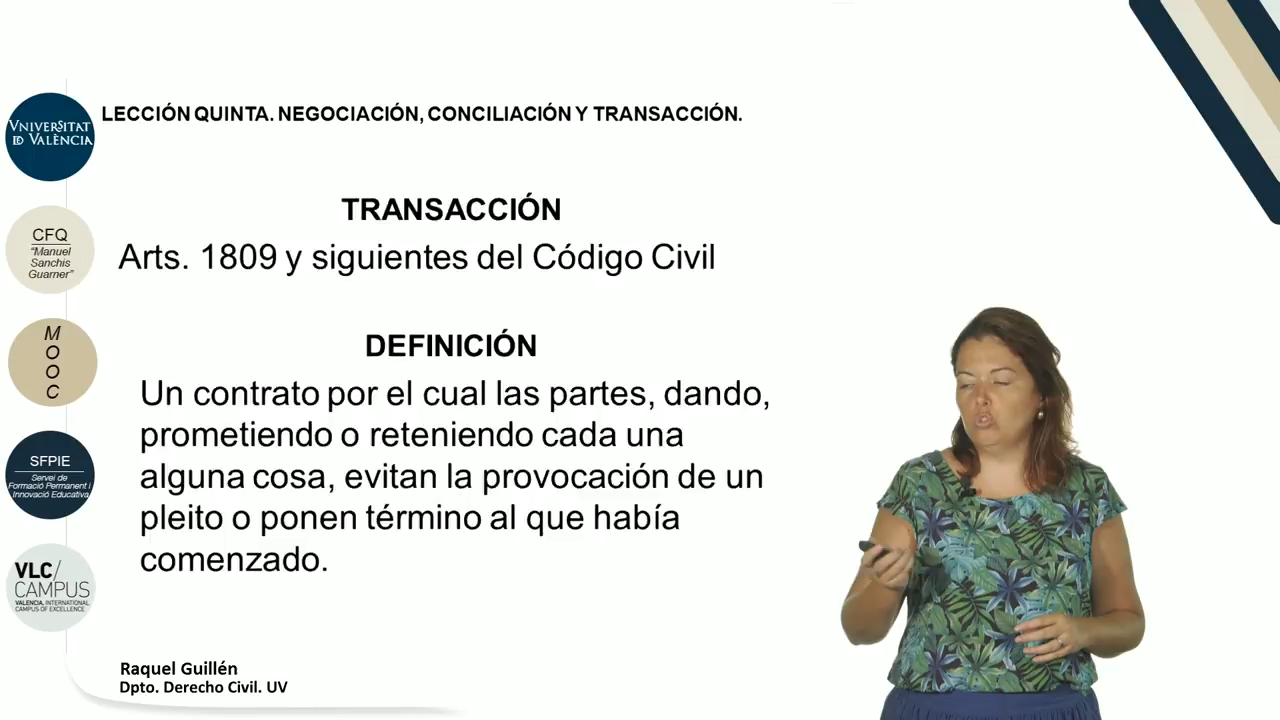 LECCIÓN QUINTA. NEGOCIACIÓN, CONCILIACIÓN Y TRANSACCIÓN.
VNIVERSITAT
DE VALÈNCIA
TRANSACCIÓN
CFQ
"Manuel
Sanchis
Guarner"
Arts. 1809 y siguientes del Código Civil
M
O
O
C
DEFINICIÓN
Un contrato por el cual las partes, dando,
prometiendo o reteniendo cada una
alguna cosa, evitan la provocación de un
pleito o ponen término al que había
comenzado.
SFPIE
Servei de
Formació Permanent i
Innovació Educativa
VLC/
CAMPUS
VALENCIA, INTERNATIONAL
CAMPUS OF EXCELLENCE
Raquel Guillén
Dpto. Derecho Civil. UV